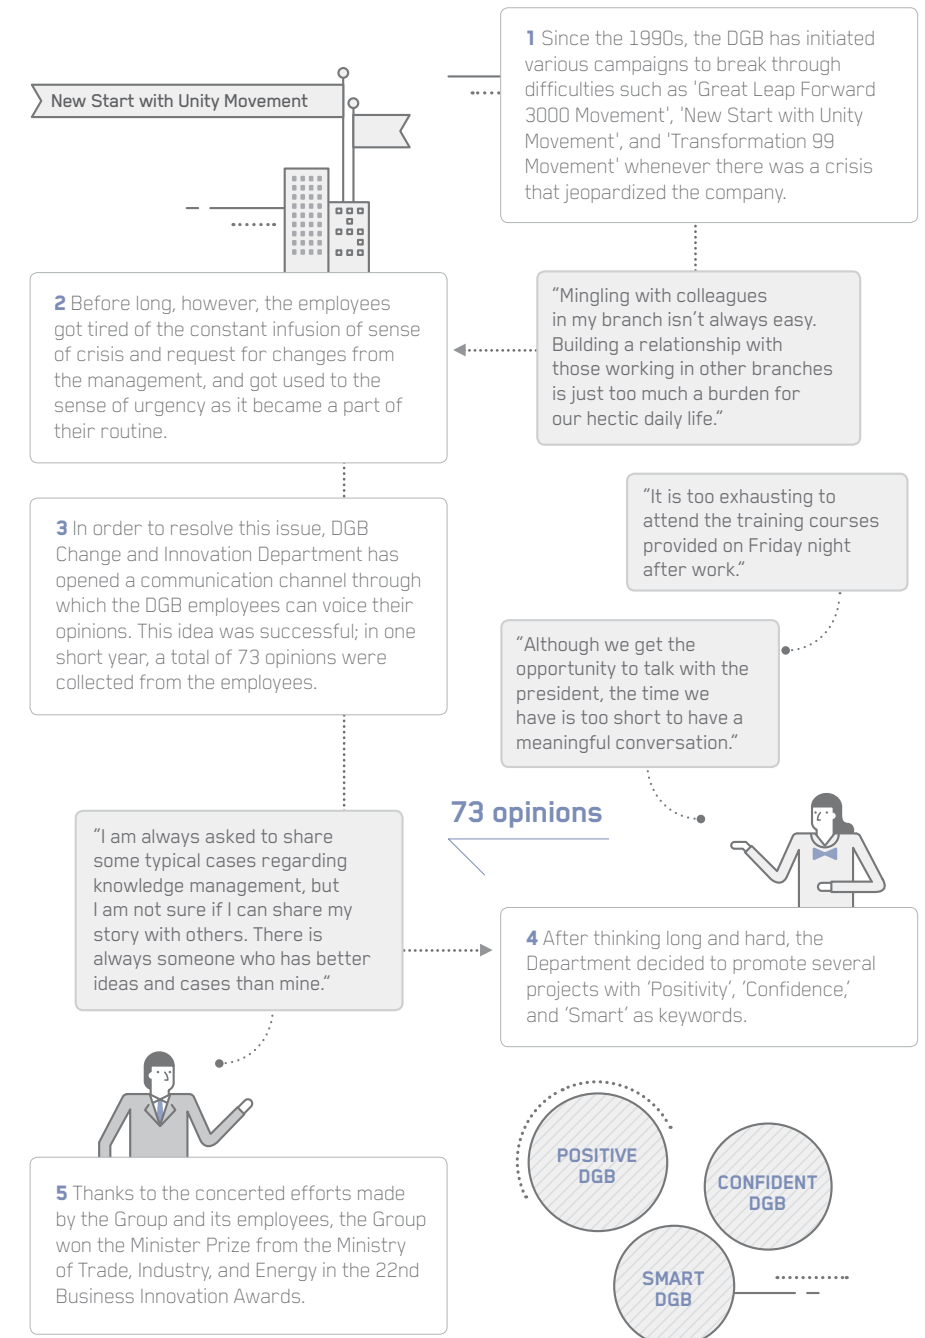 1 Since the 1990s, the DGB has initiated
various campaigns to break through
difficulties such as 'Great Leap Forward
3000 Movement', 'New Start with Unity
Movement', and 'Transformation 99
Movement' whenever there was a crisis
that jeopardized the company.
New Start with Unity Movement
“Mingling with colleagues
in my branch isn’t always easy.
Building a relationship with
those working in other branches
is just too much a burden for
our hectic daily life.”
2 Before long, however, the employees
got tired of the constant infusion of sense
of crisis and request for changes from
the management, and got used to the
sense of urgency as it became a part of
their routine.
“It is too exhausting to
attend the training courses
provided on Friday night
after work.”
3 In order to resolve this issue, DGB
Change and Innovation Department has
opened a communication channel through
which the DGB employees can voice their
opinions. This idea was successful; in one
short year, a total of 73 opinions were
collected from the employees.
“Although we get the
opportunity to talk with the
president, the time we
have is too short to have a
meaningful conversation.”
73 opinions
“I am always asked to share
some typical cases regarding
knowledge management, but
I am not sure if I can share my
story with others. There is
always someone who has better
ideas and cases than mine.”
4 After thinking long and hard, the
Department decided to promote several
projects with ‘Positivity’, ‘Confidence,’
and ‘Smart’ as keywords.
POSITIVE
DGB
CONFIDENT
DGB
SMART
DGB
5 Thanks to the concerted efforts made
by the Group and its employees, the Group
won the Minister Prize from the Ministry
of Trade, Industry, and Energy in the 22nd
Business Innovation Awards.